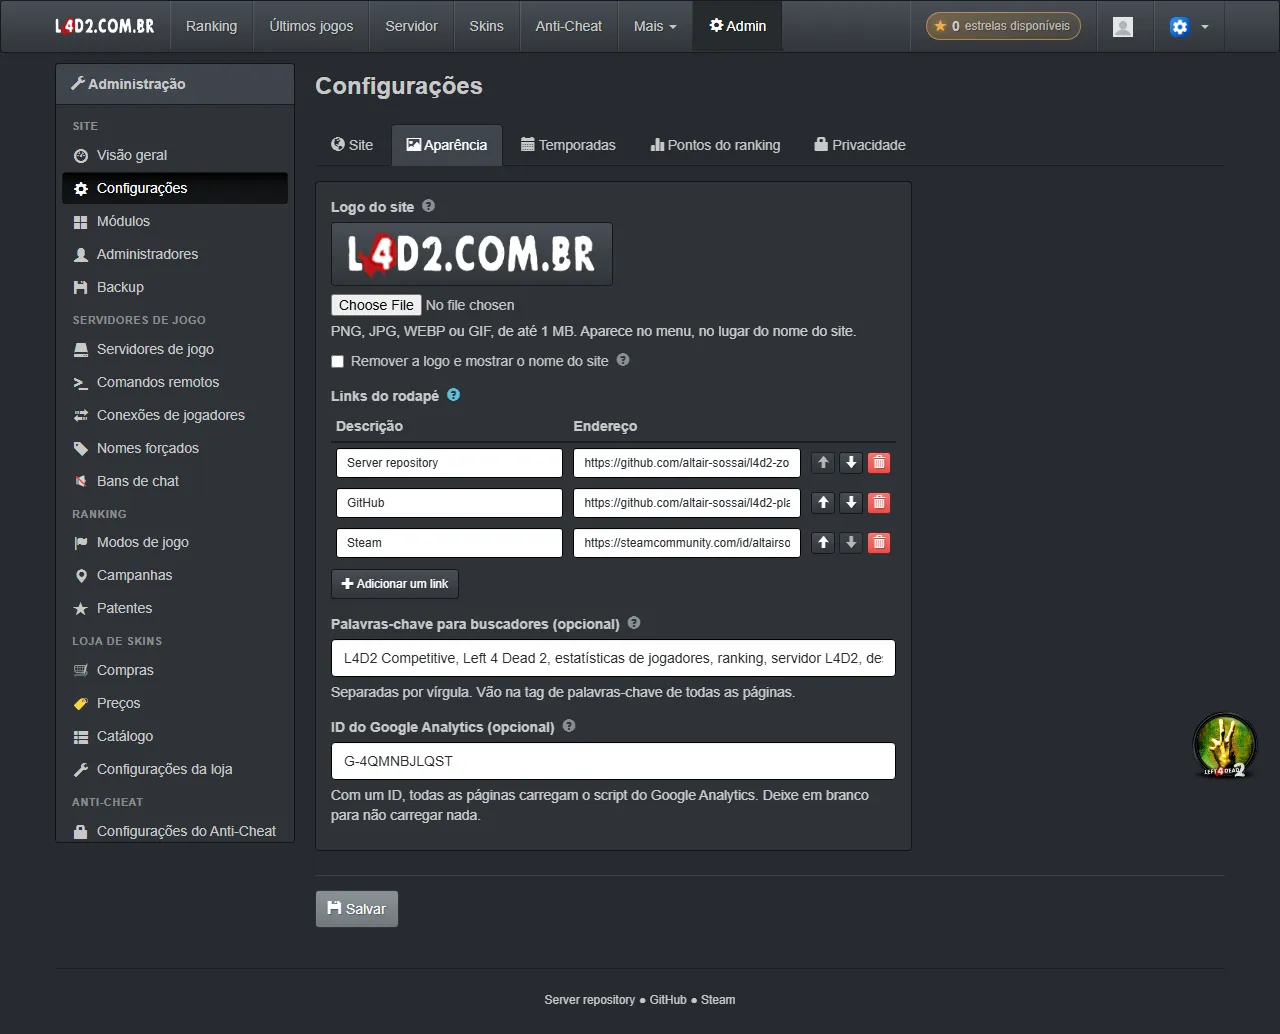 L4D2.COM.BR
Ranking
Últimos jogos
Servidor
Skins
Anti-Cheat
Mais
Admin
0 estrelas disponíveis
Administração
SITE
Visão geral
Configurações
Módulos
Administradores
Backup
SERVIDORES DE JOGO
Servidores de jogo
Comandos remotos
Conexões de jogadores
Nomes forçados
Bans de chat
RANKING
Modos de jogo
Campanhas
Patentes
LOJA DE SKINS
Compras
Preços
Catálogo
Configurações da loja
ANTI-CHEAT
Configurações do Anti-Cheat
Configurações
Site
Aparência
Temporadas
Pontos do ranking
Privacidade
Logo do site
L4D2.COM.BR
Choose File No file chosen
PNG, JPG, WEBP ou GIF, de até 1 MB. Aparece no menu, no lugar do nome do site.
Remover a logo e mostrar o nome do site
Links do rodapé
Descrição Endereço
Server repository https://github.com/altair-sossai/l4d2-zo
GitHub https://github.com/altair-sossai/l4d2-pla
Steam https://steamcommunity.com/id/altairso
Adicionar um link
Palavras-chave para buscadores (opcional)
L4D2 Competitive, Left 4 Dead 2, estatísticas de jogadores, ranking, servidor L4D2, de
Separadas por vírgula. Vão na tag de palavras-chave de todas as páginas.
ID do Google Analytics (opcional)
G-4QMNBJLQST
Com um ID, todas as páginas carregam o script do Google Analytics. Deixe em branco
para não carregar nada.
Salvar
LEFT 4 DEAD 2
Server repository ● GitHub ● Steam